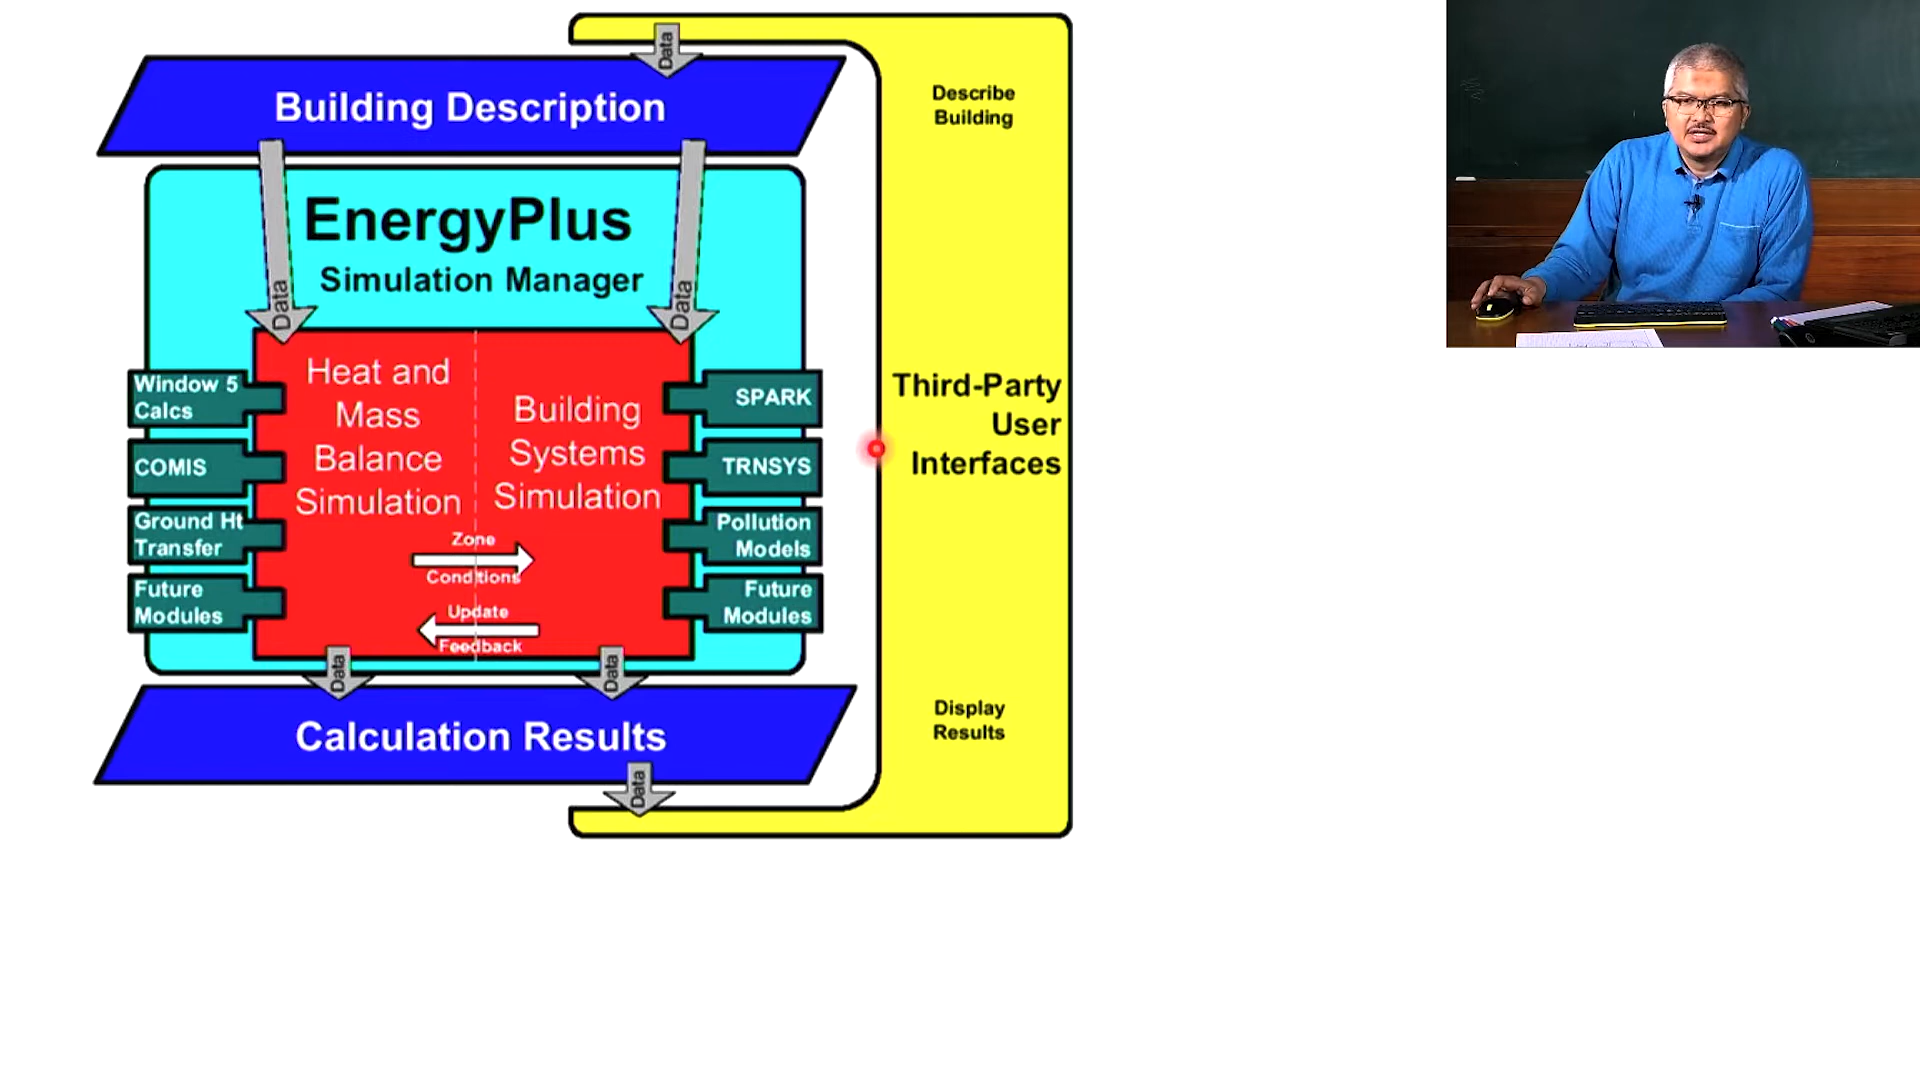 Data
Building Description
Describe
Building
EnergyPlus
Simulation Manager
Data
Data
Heat and
Mass
Balance
Simulation
Building
Systems
Simulation
Window 5
Calcs
COMIS
Ground Ht
Transfer
Future
Modules
SPARK
TRNSYS
Pollution
Models
Future
Modules
Zone
Conditions
Update
Feedback
Third-Party
User
Interfaces
Data
Data
Calculation Results
Display
Results
Data